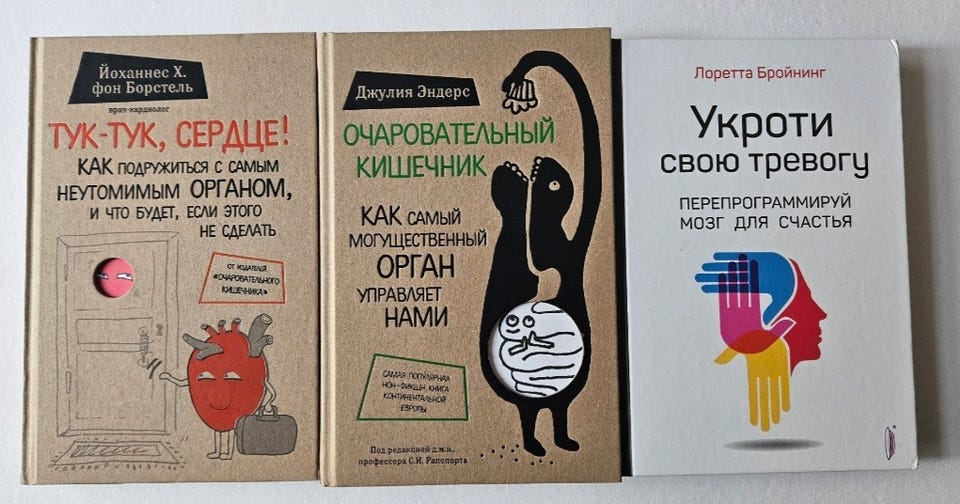 Йоханнес Х.
фон Борстель
врач-кардиолог
ТУК-ТУК, СЕРДЦЕ!
КАК ПОДРУЖИТЬСЯ С САМЫМ
НЕУТОМИМЫМ ОРГАНОМ,
И ЧТО БУДЕТ, ЕСЛИ ЭТОГО
НЕ СДЕЛАТЬ
ОТ ИЗДАТЕЛЕЙ
«ОЧАРОВАТЕЛЬНОГО
КИШЕЧНИКА»
Джулия Эндерс
ОЧАРОВАТЕЛЬНЫЙ
КИШЕЧНИК
КАК САМЫЙ
МОГУЩЕСТВЕННЫЙ
ОРГАН
УПРАВЛЯЕТ
НАМИ
САМАЯ ПОПУЛЯРНАЯ
НОН-ФИКШН КНИГА
КОНТИНЕНТАЛЬНОЙ
ЕВРОПЫ
Под редакцией д.м.н.,
профессора С.И. Рапопорта
Лоретта Бройнинг
Укроти
свою тревогу
ПЕРЕПРОГРАММИРУЙ
МОЗГ ДЛЯ СЧАСТЬЯ